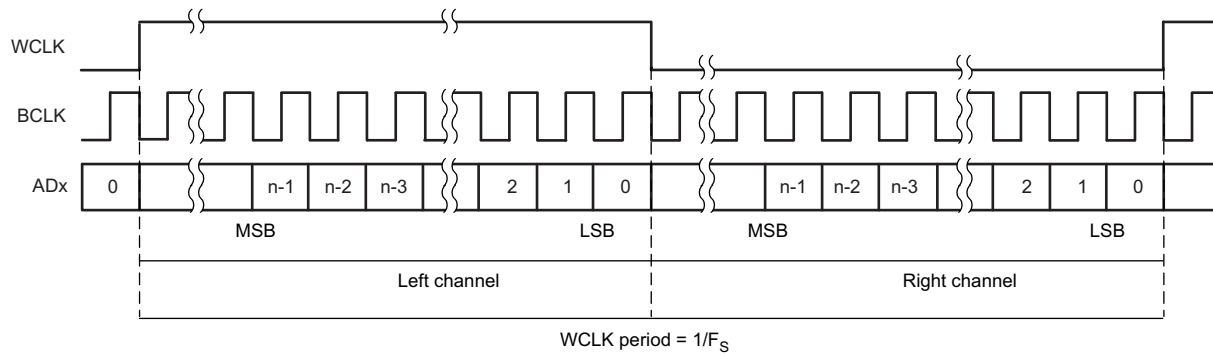 WCLK
BCLK
ADx 0 n-1 n-2 n-3 2 1 0 n-1 n-2 n-3 2 1 0
MSB LSB MSB LSB
Left channel Right channel
WCLK period = 1/FS